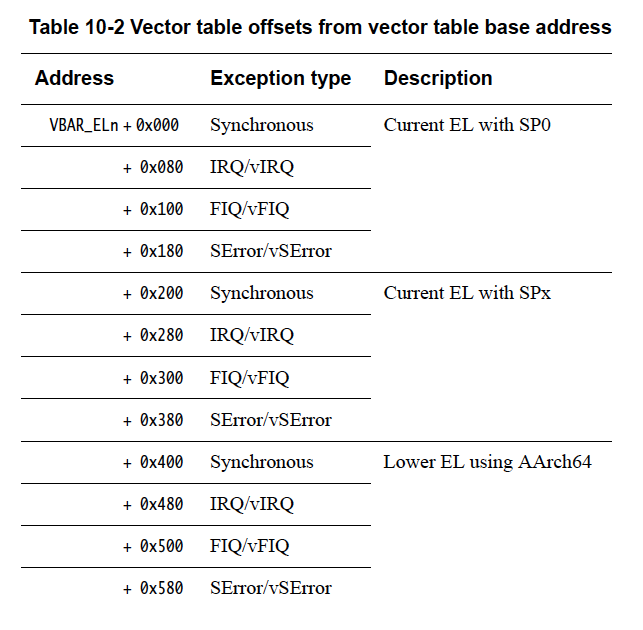 Table 10-2 Vector table offsets from vector table base address
Address Exception type Description
VBAR_ELn + 0x000 Synchronous Current EL with SP0
+ 0x080 IRQ/vIRQ
+ 0x100 FIQ/vFIQ
+ 0x180 SError/vSError
+ 0x200 Synchronous Current EL with SPx
+ 0x280 IRQ/vIRQ
+ 0x300 FIQ/vFIQ
+ 0x380 SError/vSError
+ 0x400 Synchronous Lower EL using AArch64
+ 0x480 IRQ/vIRQ
+ 0x500 FIQ/vFIQ
+ 0x580 SError/vSError